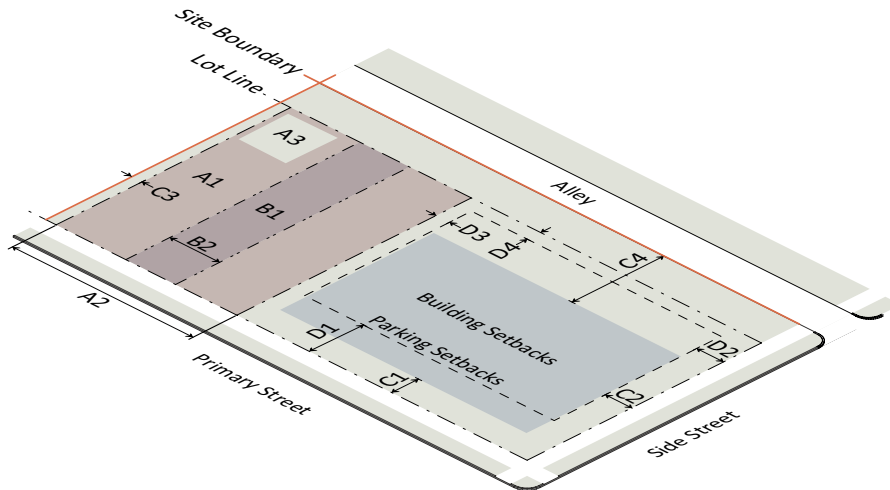 Site Boundary
Lot Line
A3
A1
C3
B1
B2
A2
Alley
D3
D4
C4
Building Setbacks
Parking Setbacks
D1
C1
D2
C2
Primary Street
Side Street